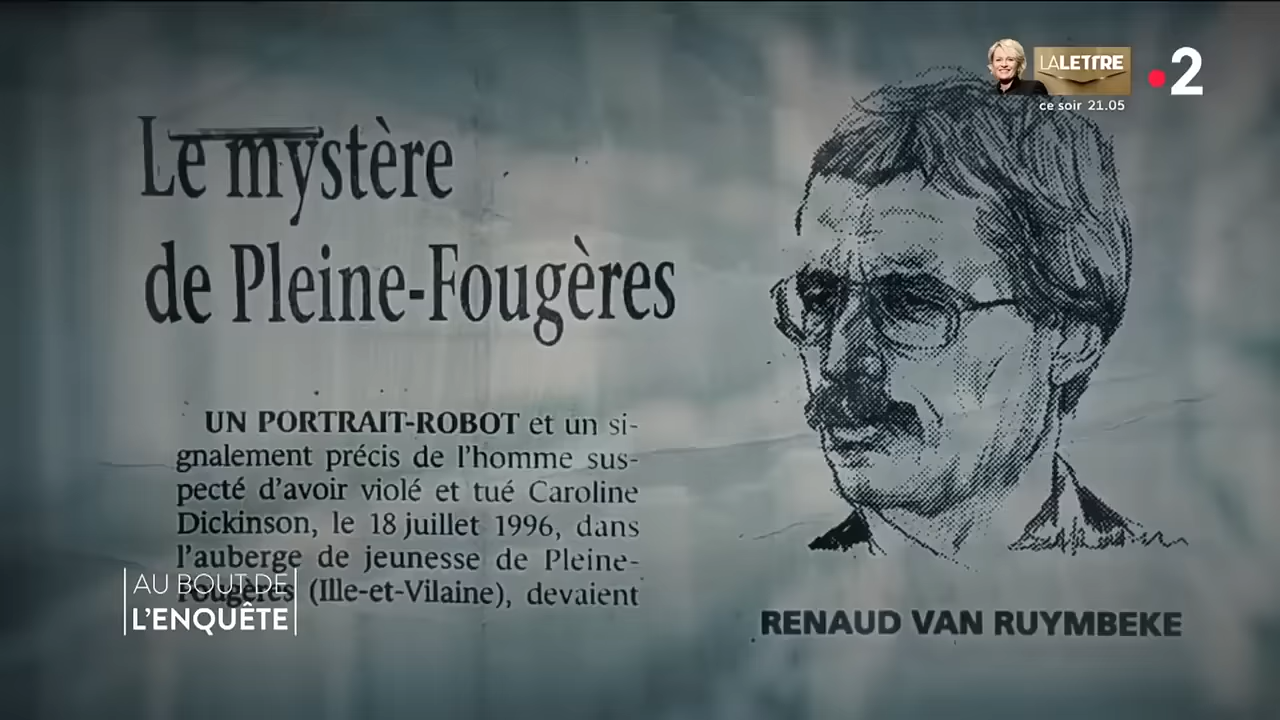 LALETTRE
ce soir 21.05
2
Le mystère
de Pleine-Fougères
UN PORTRAIT-ROBOT et un si-
gnalement précis de l'homme sus-
pecté d'avoir violé et tué Caroline
Dickinson, le 18 juillet 1996, dans
l'auberge de jeunesse de Pleine-
Fougères (Ille-et-Vilaine), devaient
AU BOUT DE
L'ENQUÊTE
RENAUD VAN RUYMBEKE